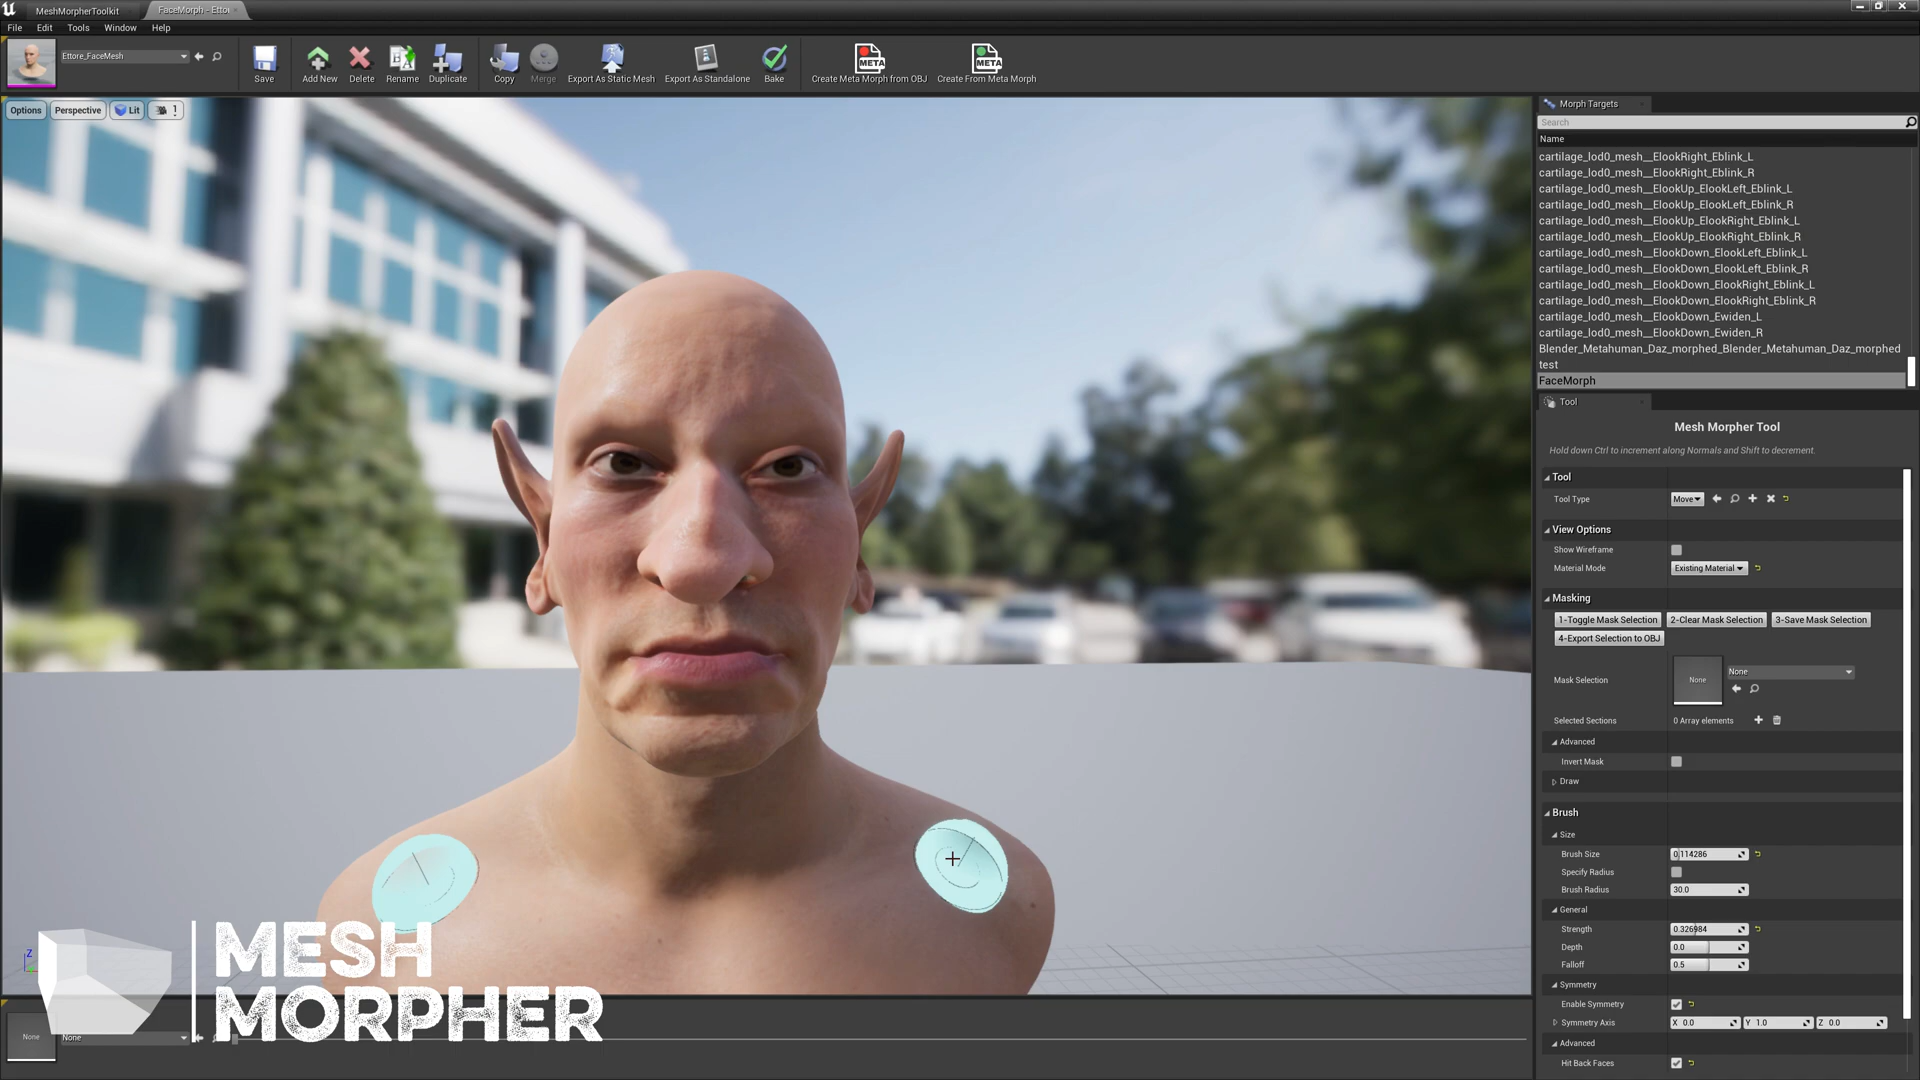 MeshMorpherToolkit
FaceMorph - Ettor
File Edit Tools Window Help
Ettore_FaceMesh
Save
Add New
Delete
Rename
Duplicate
Copy
Merge
Export As Static Mesh
Export As Standalone
Bake
META
Create Meta Morph from OBJ
META
Create From Meta Morph
Options
Perspective
Lit
1
Morph Targets
Search
Name
cartilage_lod0_mesh__ElookRight_Eblink_L
cartilage_lod0_mesh__ElookRight_Eblink_R
cartilage_lod0_mesh__ElookUp_ElookLeft_Eblink_L
cartilage_lod0_mesh__ElookUp_ElookLeft_Eblink_R
cartilage_lod0_mesh__ElookUp_ElookRight_Eblink_L
cartilage_lod0_mesh__ElookUp_ElookRight_Eblink_R
cartilage_lod0_mesh__ElookDown_ElookLeft_Eblink_L
cartilage_lod0_mesh__ElookDown_ElookLeft_Eblink_R
cartilage_lod0_mesh__ElookDown_ElookRight_Eblink_L
cartilage_lod0_mesh__ElookDown_ElookRight_Eblink_R
cartilage_lod0_mesh__ElookDown_Ewiden_L
cartilage_lod0_mesh__ElookDown_Ewiden_R
Blender_Metahuman_Daz_morphed_Blender_Metahuman_Daz_morphed
test
FaceMorph
Tool
Mesh Morpher Tool
Hold down Ctrl to increment along Normals and Shift to decrement.
Tool
Tool Type Move
View Options
Show Wireframe
Material Mode Existing Material
Masking
1-Toggle Mask Selection 2-Clear Mask Selection 3-Save Mask Selection
4-Export Selection to OBJ
Mask Selection None None
Selected Sections 0 Array elements
Advanced
Invert Mask
Draw
Brush
Size
Brush Size 0.114286
Specify Radius
Brush Radius 30.0
General
Strength 0.326984
Depth 0.0
Falloff 0.5
Symmetry
Enable Symmetry
Symmetry Axis X 0.0 Y 1.0 Z 0.0
Advanced
Hit Back Faces
Z
MESH
MORPHER
None
None